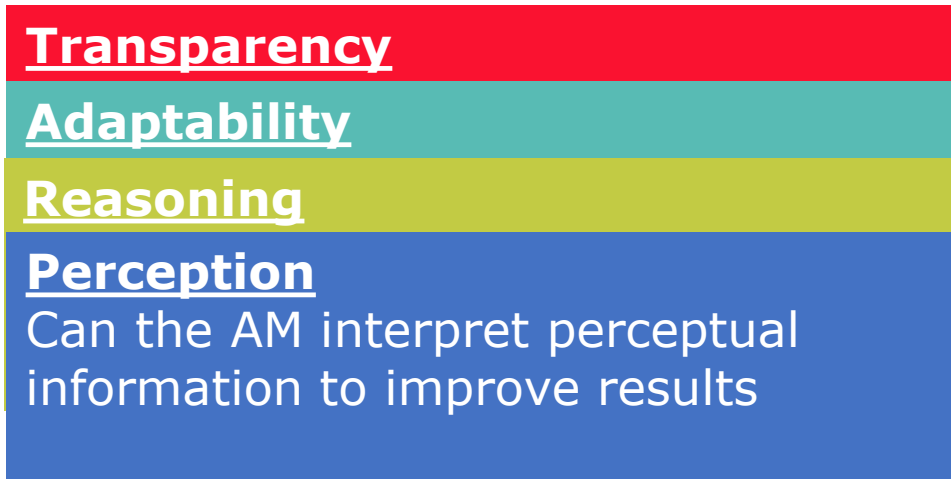 Transparency
Adaptability
Reasoning
Perception
Can the AM interpret perceptual
information to improve results